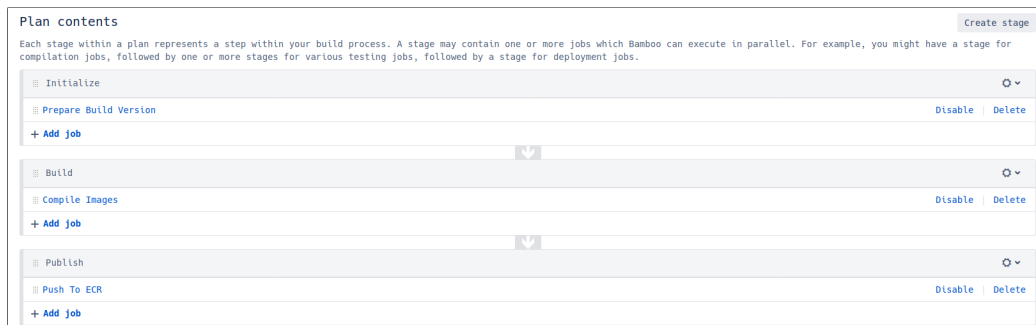 Plan contents
Create stage
Each stage within a plan represents a step within your build process. A stage may contain one or more jobs which Bamboo can execute in parallel. For example, you might have a stage for
compilation jobs, followed by one or more stages for various testing jobs, followed by a stage for deployment jobs.
Initialize
Prepare Build Version Disable Delete
+ Add job
Build
Compile Images Disable Delete
+ Add job
Publish
Push To ECR Disable Delete
+ Add job